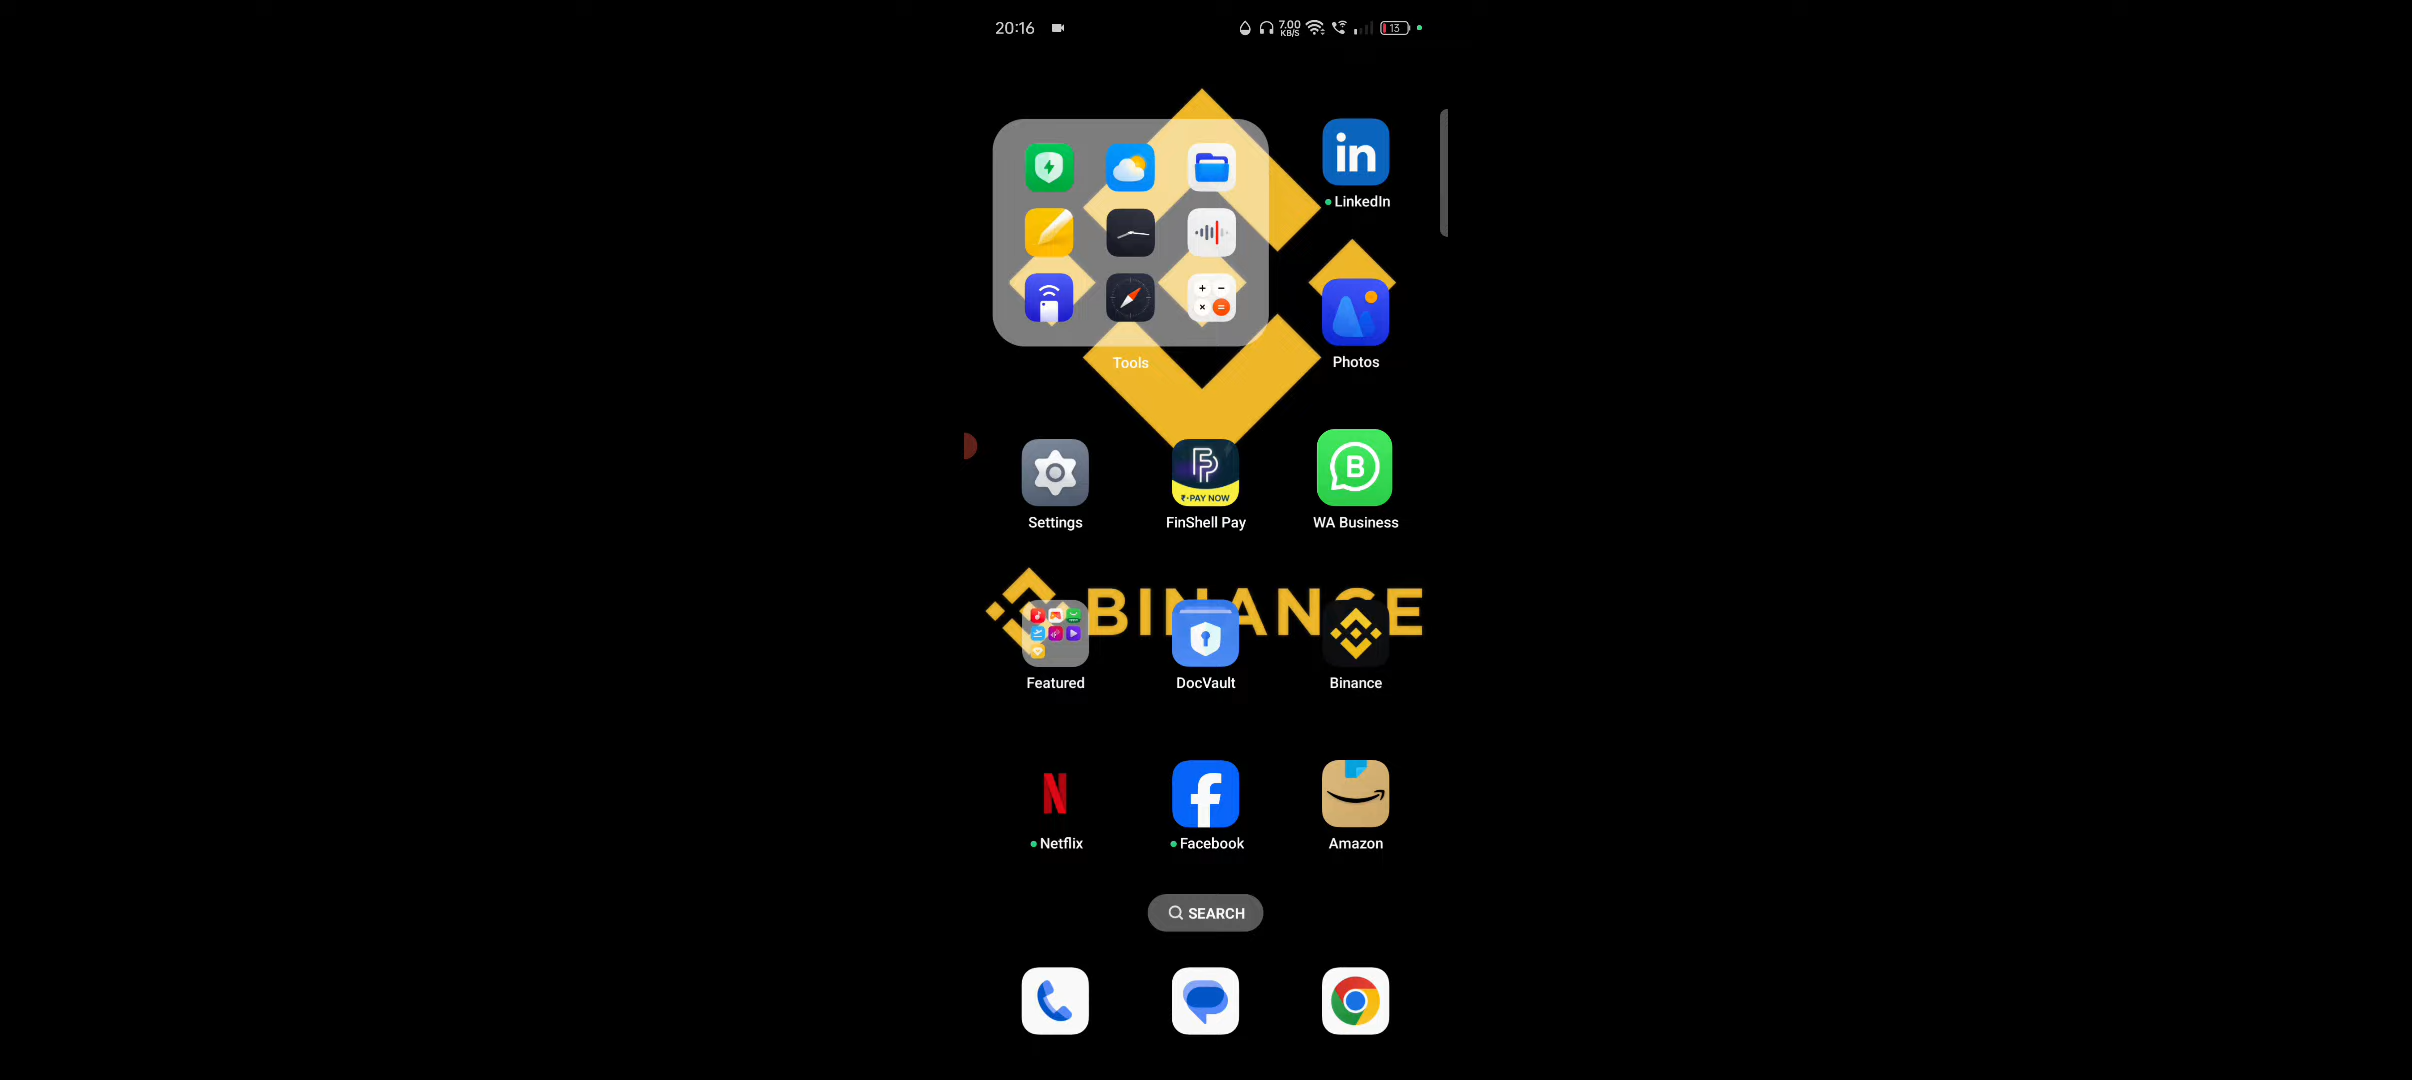 20:16 7.00 KB/S 13
LinkedIn
Tools
Photos
₹•PAY NOW
Settings FinShell Pay WA Business
BINANCE
Featured DocVault Binance
Netflix Facebook Amazon
SEARCH